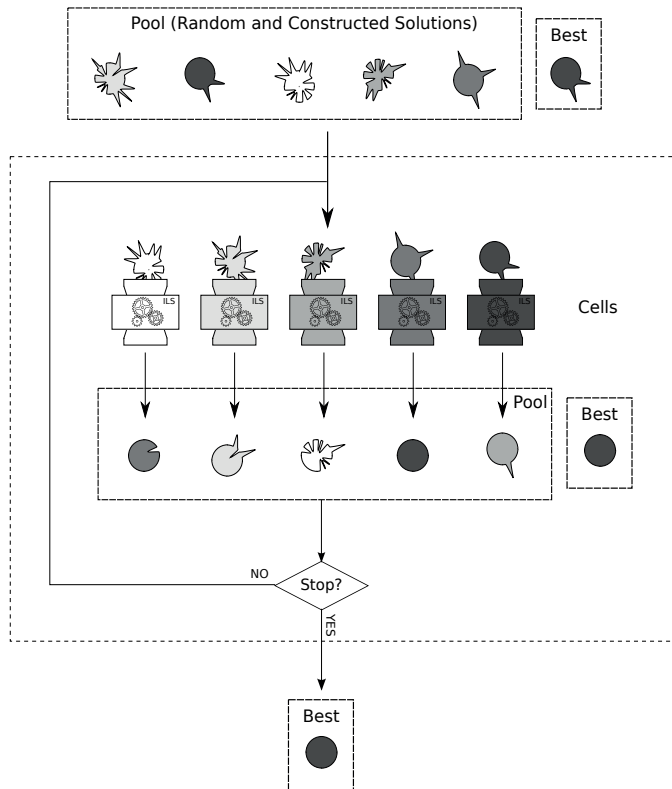 Pool (Random and Constructed Solutions)
Best
ILS
ILS
ILS
ILS
ILS
Cells
Pool
Best
Stop?
NO
YES
Best